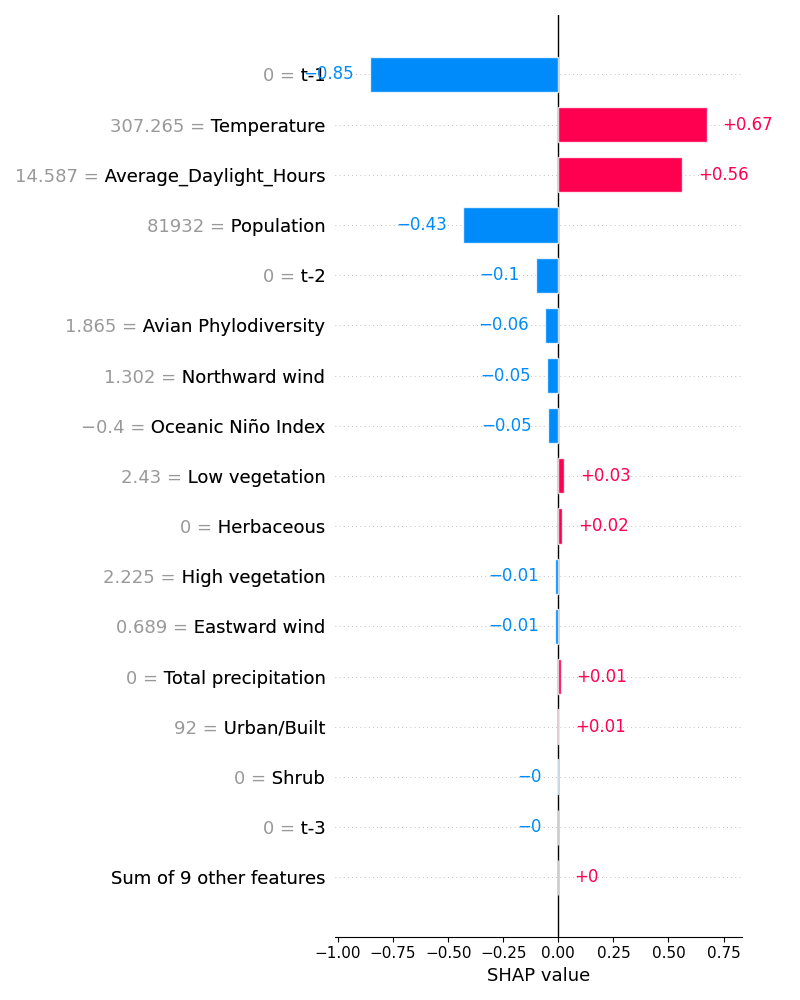 0 = t-1 −0.85
307.265 = Temperature +0.67
14.587 = Average_Daylight_Hours +0.56
81932 = Population −0.43
0 = t-2 −0.1
1.865 = Avian Phylodiversity −0.06
1.302 = Northward wind −0.05
−0.4 = Oceanic Niño Index −0.05
2.43 = Low vegetation +0.03
0 = Herbaceous +0.02
2.225 = High vegetation −0.01
0.689 = Eastward wind −0.01
0 = Total precipitation +0.01
92 = Urban/Built +0.01
0 = Shrub −0
0 = t-3 −0
Sum of 9 other features +0
−1.00 −0.75 −0.50 −0.25 0.00 0.25 0.50 0.75
SHAP value